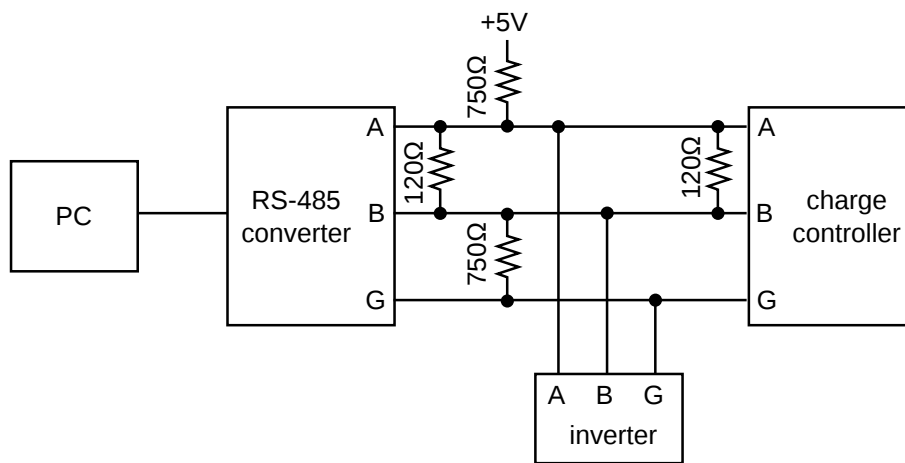 +5V
750Ω
A
A
120Ω
120Ω
PC
RS-485
converter
B
B
charge
controller
750Ω
G
G
A B G
inverter